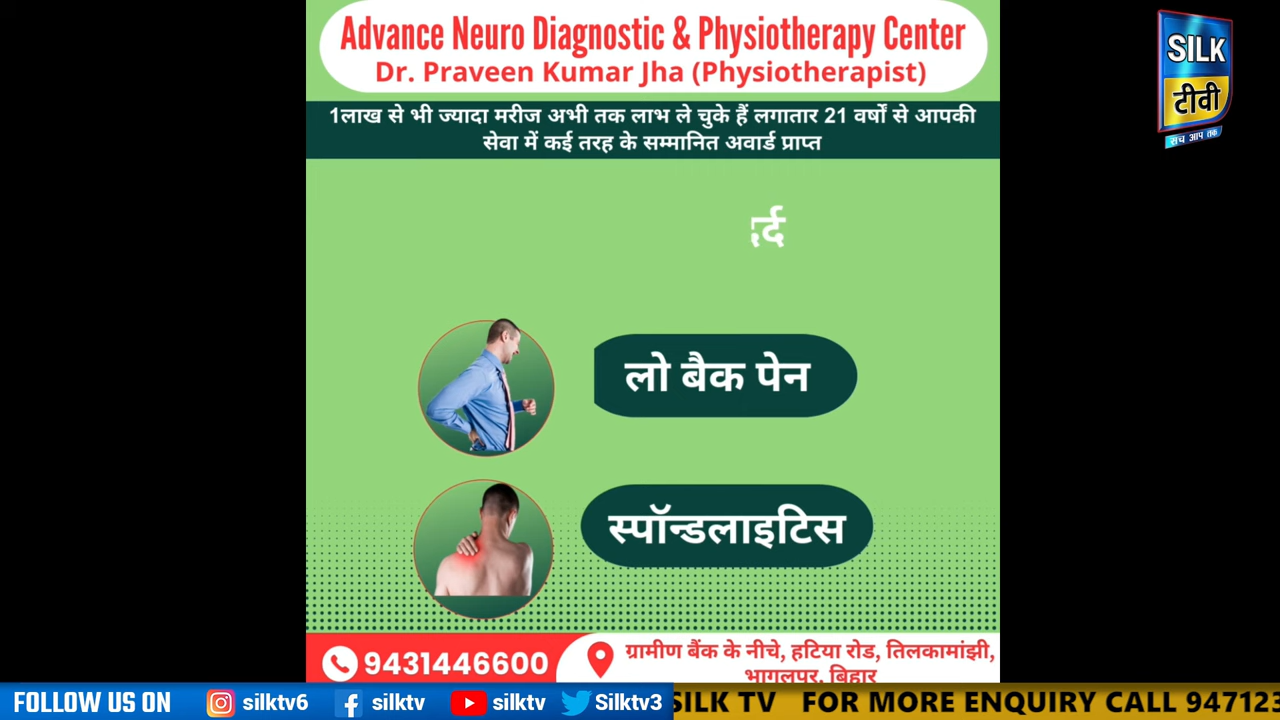 Advance Neuro Diagnostic & Physiotherapy Center
Dr. Praveen Kumar Jha (Physiotherapist)
1लाख से भी ज्यादा मरीज अभी तक लाभ ले चुके हैं लगातार 21 वर्षों से आपकी
सेवा में कई तरह के सम्मानित अवार्ड प्राप्त
SILK
टीवी
सच आप तक
लो बैक पेन
स्पॉन्डलाइटिस
9431446600
ग्रामीण बैंक के नीचे, हटिया रोड, तिलकामांझी,
भागलपुर, बिहार
FOLLOW US ON silktv6 silktv silktv Silktv3
SILK TV FOR MORE ENQUIRY CALL 947123